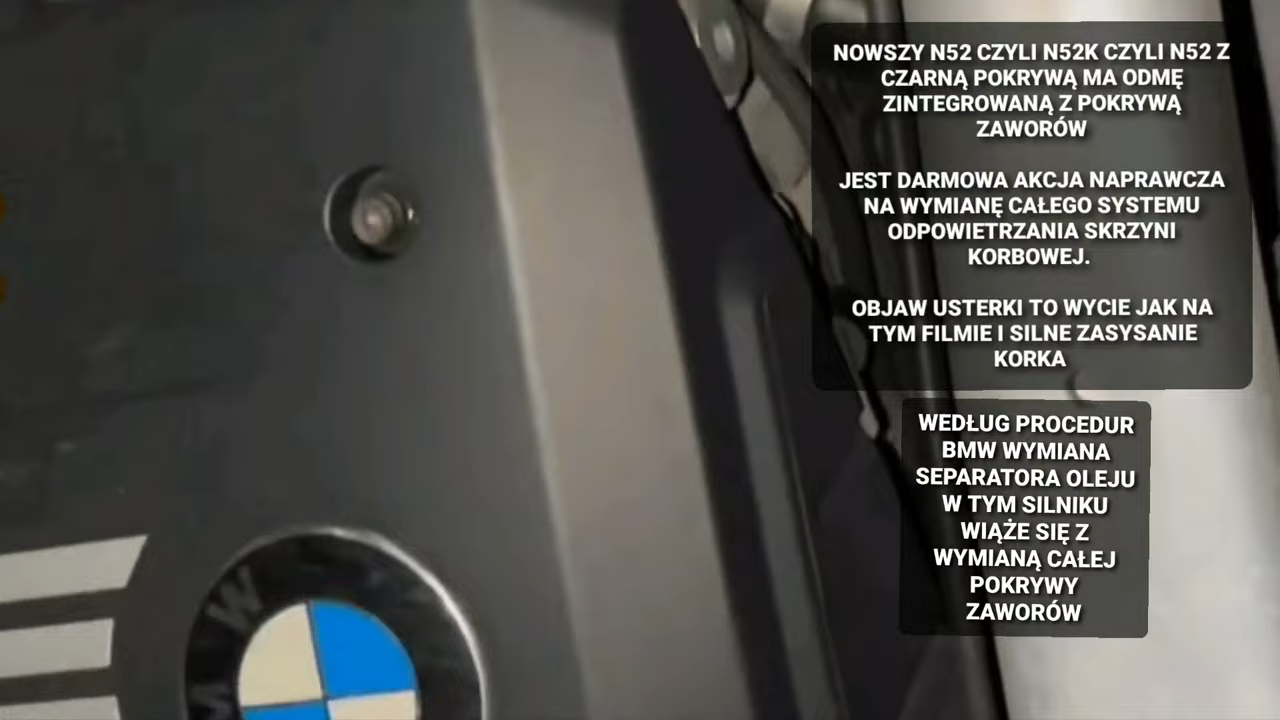 NOWSZY N52 CZYLI N52K CZYLI N52 Z
CZARNĄ POKRYWĄ MA ODMĘ
ZINTEGROWANĄ Z POKRYWĄ
ZAWORÓW
JEST DARMOWA AKCJA NAPRAWCZA
NA WYMIANĘ CAŁEGO SYSTEMU
ODPOWIETRZANIA SKRZYNI
KORBOWEJ.
OBJAW USTERKI TO WYCIE JAK NA
TYM FILMIE I SILNE ZASYSANIE
KORKA
WEDŁUG PROCEDUR
BMW WYMIANA
SEPARATORA OLEJU
W TYM SILNIKU
WIĄŻE SIĘ Z
WYMIANĄ CAŁEJ
POKRYWY
ZAWORÓW
BMW